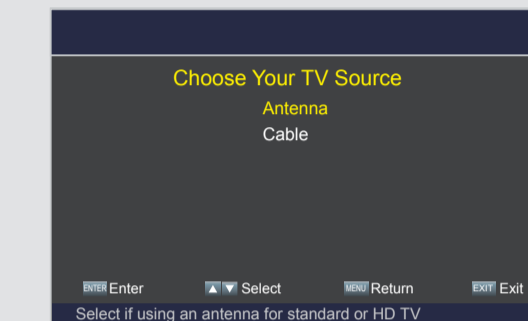 Choose Your TV Source
Antenna
Cable
ENTER Enter ▲▼ Select MENU Return EXIT Exit
Select if using an antenna for standard or HD TV